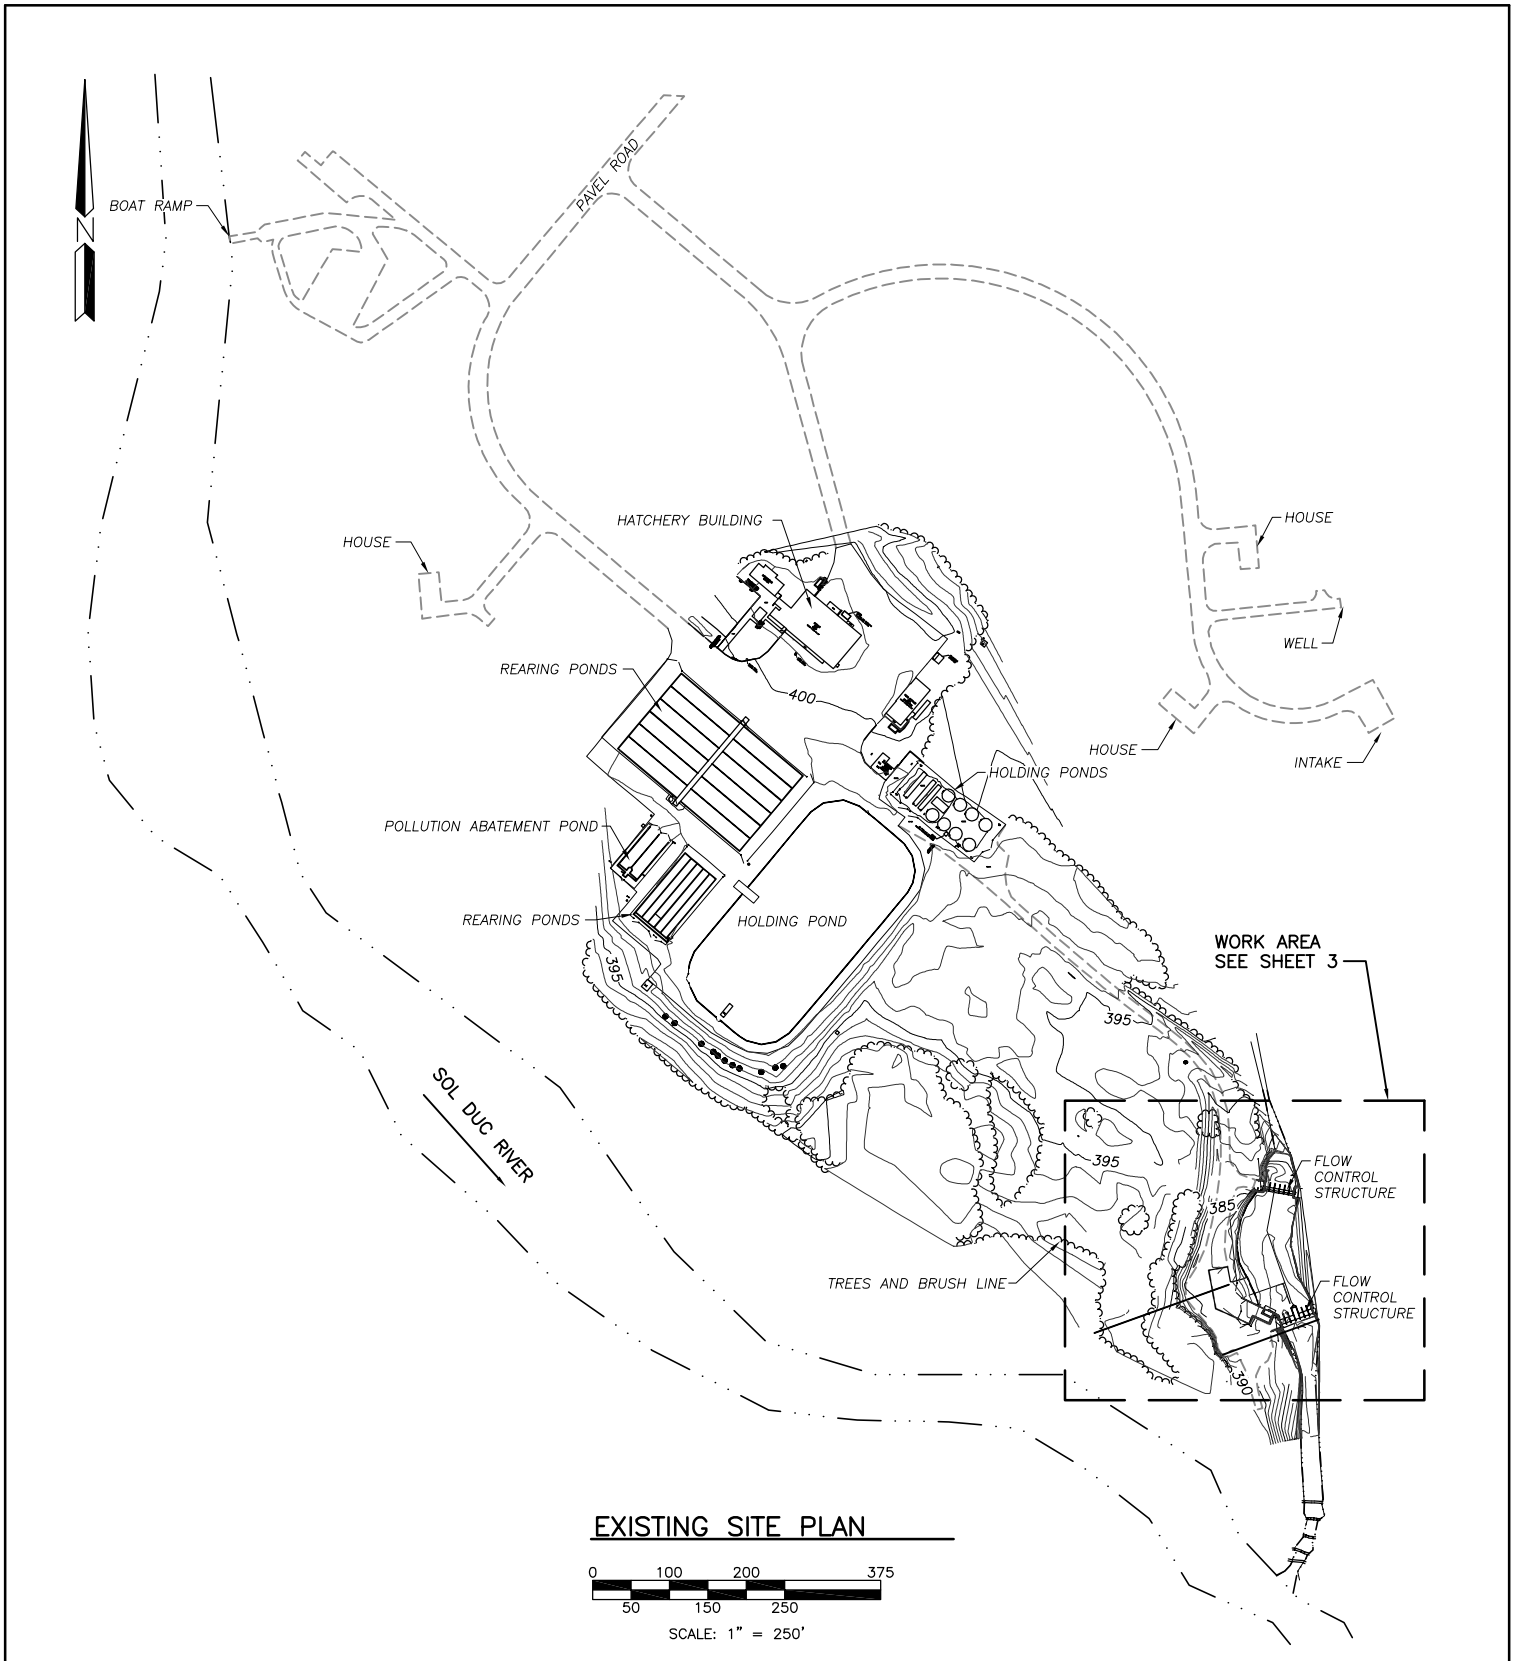 PAVEL ROAD
N
BOAT RAMP
HATCHERY BUILDING
HOUSE
HOUSE
WELL
REARING PONDS
400
HOUSE
INTAKE
HOLDING PONDS
POLLUTION ABATEMENT POND
REARING PONDS
HOLDING POND
WORK AREA
SEE SHEET 3
395
395
SOL DUC RIVER
395
FLOW
CONTROL
STRUCTURE
385
TREES AND BRUSH LINE
FLOW
CONTROL
STRUCTURE
390
EXISTING SITE PLAN
0 100 200 375
50 150 250
SCALE: 1" = 250'